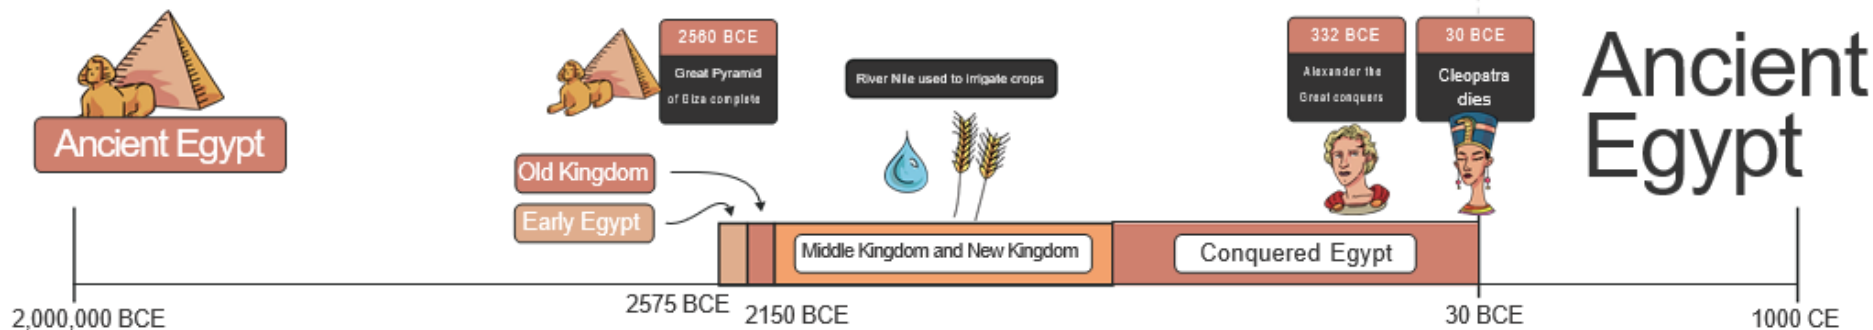 Ancient Egypt
2560 BCE
Great Pyramid
of Giza complete
River Nile used to irrigate crops
332 BCE
Alexander the
Great conquers
30 BCE
Cleopatra
dies
Ancient
Egypt
Old Kingdom
Early Egypt
Middle Kingdom and New Kingdom
Conquered Egypt
2,000,000 BCE
2575 BCE
2150 BCE
30 BCE
1000 CE